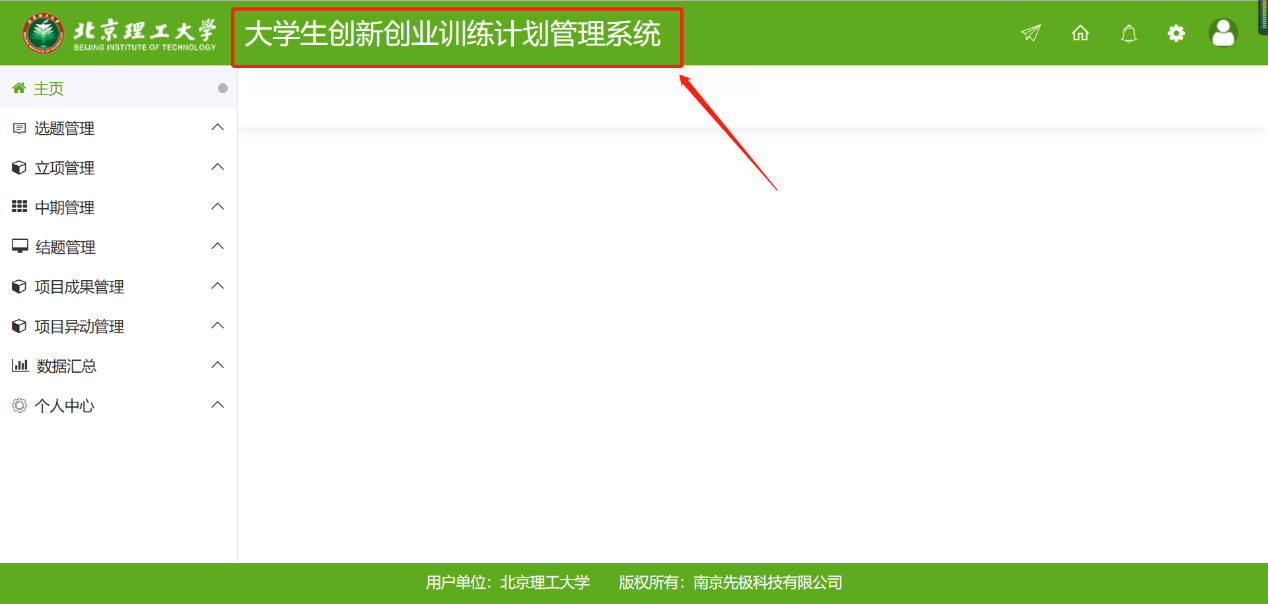 北京理工大学
BEIJING INSTITUTE OF TECHNOLOGY
大学生创新创业训练计划管理系统
主页
选题管理
立项管理
中期管理
结题管理
项目成果管理
项目异动管理
数据汇总
个人中心
用户单位：北京理工大学 版权所有：南京先极科技有限公司